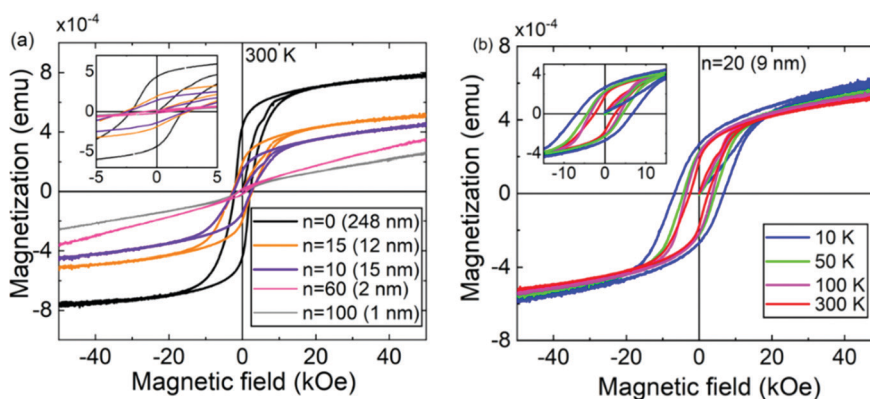 (a)
x10⁻⁴
300 K
5
0
-5
-5
0
5
8
4
0
-4
-8
Magnetization (emu)
n=0 (248 nm)
n=15 (12 nm)
n=10 (15 nm)
n=60 (2 nm)
n=100 (1 nm)
-40
-20
0
20
40
Magnetic field (kOe)
(b)
x10⁻⁴
n=20 (9 nm)
4
0
4
-10
0
10
8
4
0
-4
-8
Magnetization (emu)
10 K
50 K
100 K
300 K
-40
-20
0
20
40
Magnetic field (kOe)